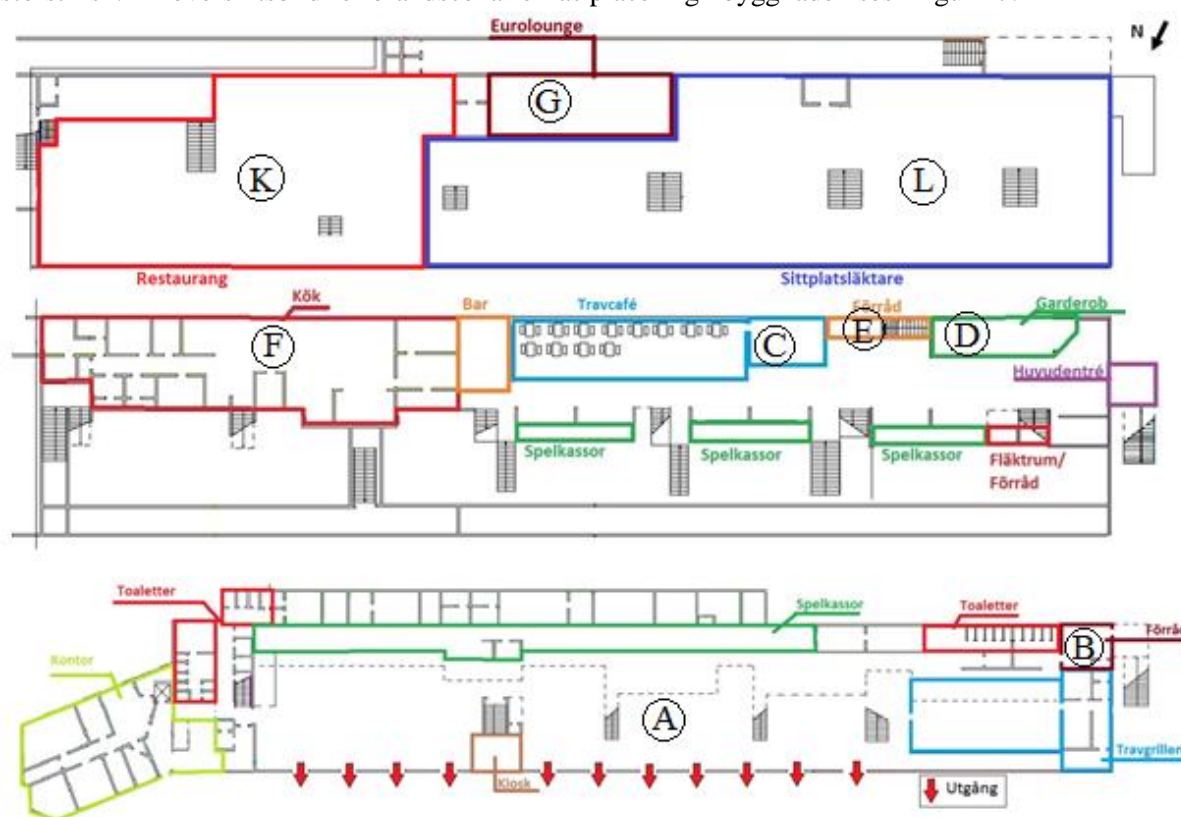 Eurolounge
N
G
K
L
Restaurang
Sittplatsläktare
Kök
Bar
Travcafé
Förråd
Garderob
F
C
E
D
Huvudentré
Spelkassor
Spelkassor
Spelkassor
Fläktrum/
Förråd
Toaletter
Spelkassor
Toaletter
Förråd
B
Kontor
A
Travgrillen
Kiosk
Utgång